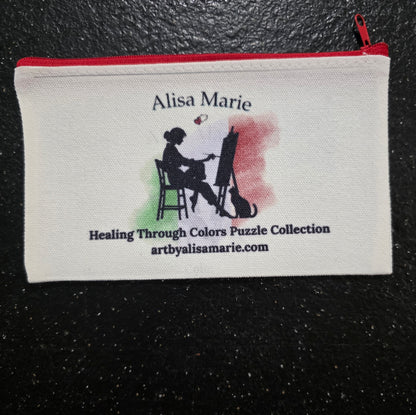 Alisa Marie
Healing Through Colors Puzzle Collection
artbyalisamarie.com